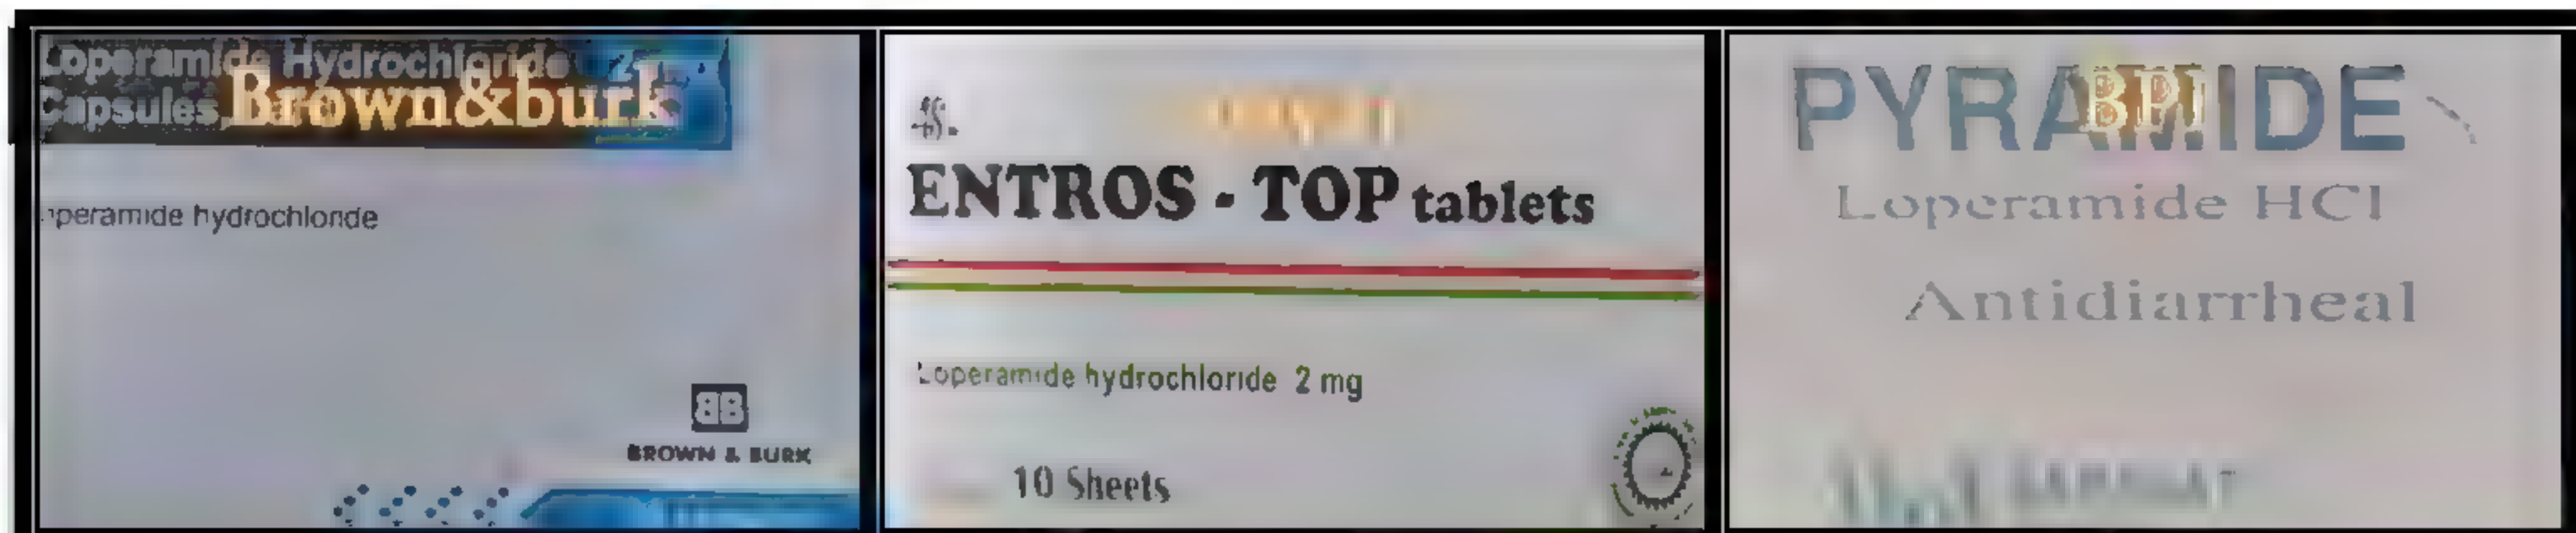 Loperamide Hydrochloride
Capsules
Brown&burk
hydrochloride
BB
BROWN & BURK
ENTROS - TOP tablets
Loperamide hydrochloride 2 mg
10 Sheets
PYRAMIDE
BPI
Loperamide HCl
Antidiarrheal